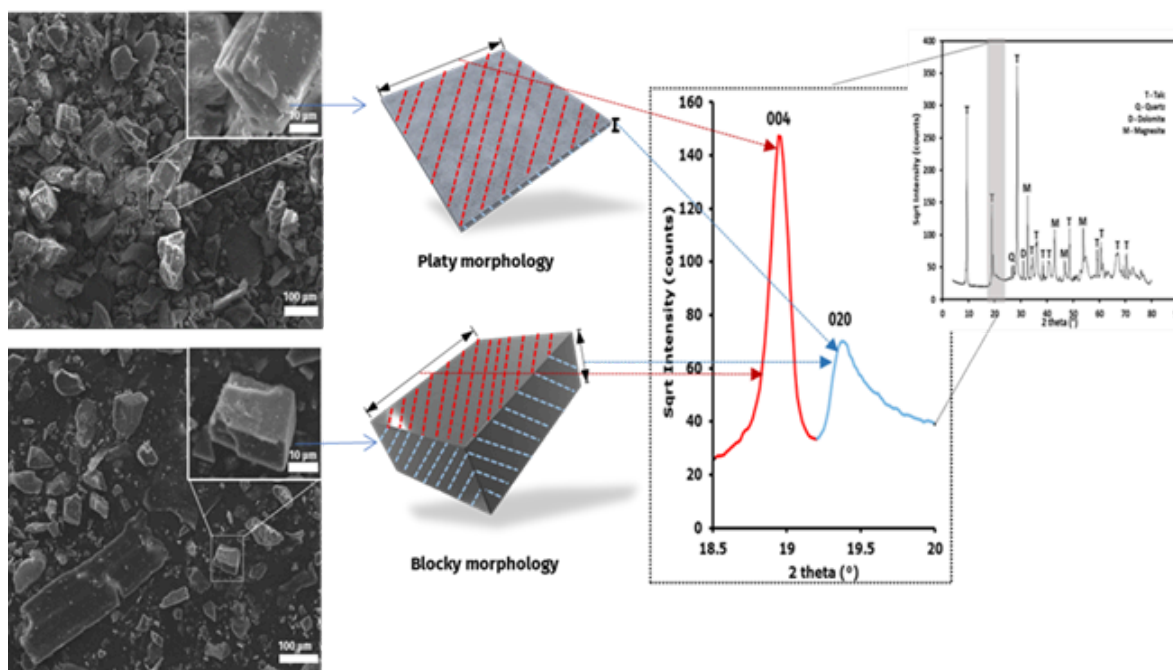 10 µm
100 µm
Platy morphology
10 µm
100 µm
Blocky morphology
Sqrt Intensity (counts)
160
140
120
100
80
60
40
20
0
18.5
19
19.5
20
2 theta (°)
004
020
Sqrt Intensity (counts)
400
350
300
250
200
150
100
50
0
0
10
20
30
40
50
60
70
80
2 theta (°)
T - Talc
Q - Quartz
D - Dolomite
M - Magnesite
T
T
T
Q
D
M
T
T
T
T
M
M
T
M
T
T
T
T